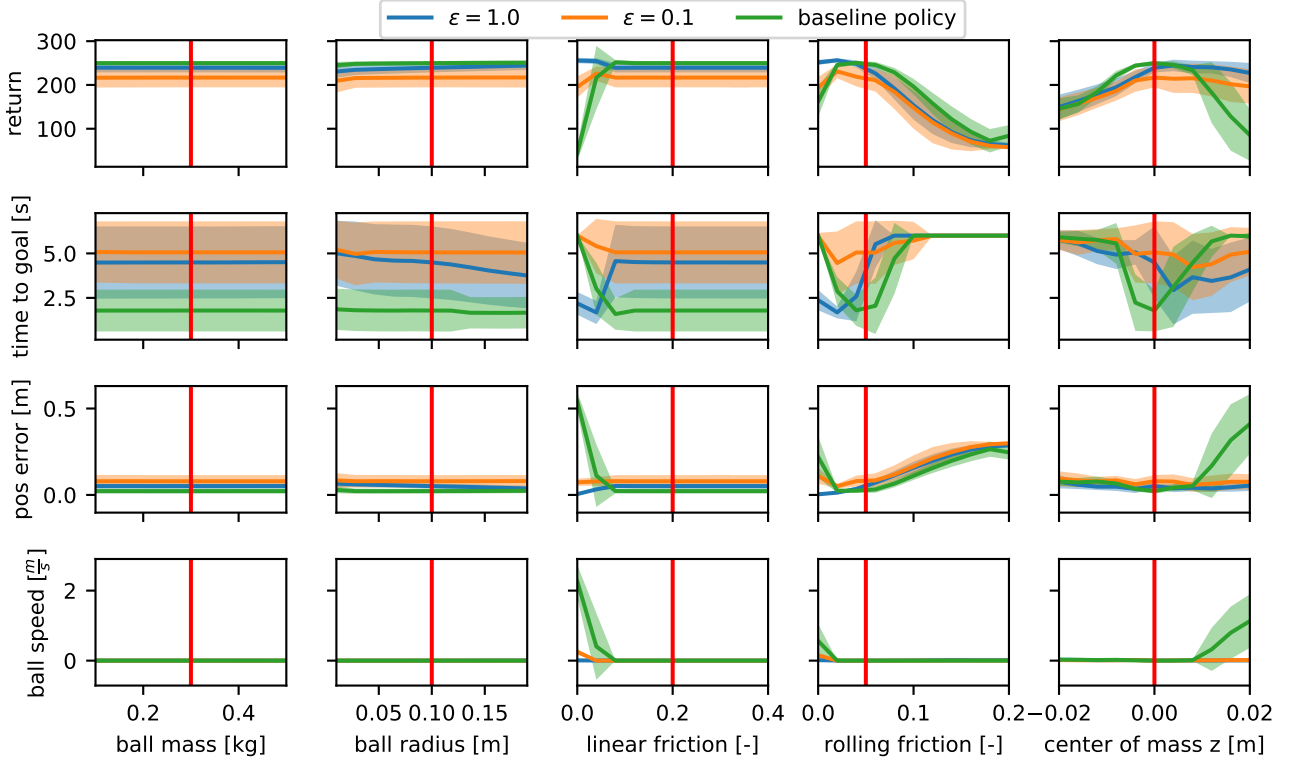 ε = 1.0 ε = 0.1 baseline policy
300
200
100
return
5.0
2.5
time to goal [s]
0.5
0.0
pos error [m]
2
0
ball speed [m/s]
0.2 0.4 0.05 0.10 0.15 0.0 0.2 0.4 0.0 0.1 0.2 −0.02 0.00 0.02
ball mass [kg] ball radius [m] linear friction [-] rolling friction [-] center of mass z [m]